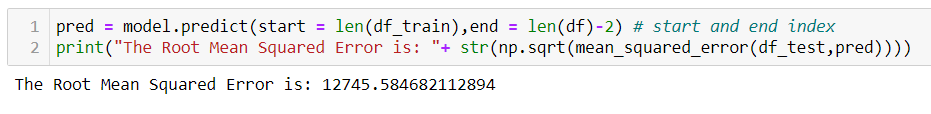 1 pred = model.predict(start = len(df_train),end = len(df)-2) # start and end index
2 print("The Root Mean Squared Error is: "+ str(np.sqrt(mean_squared_error(df_test,pred))))
The Root Mean Squared Error is: 12745.584682112894